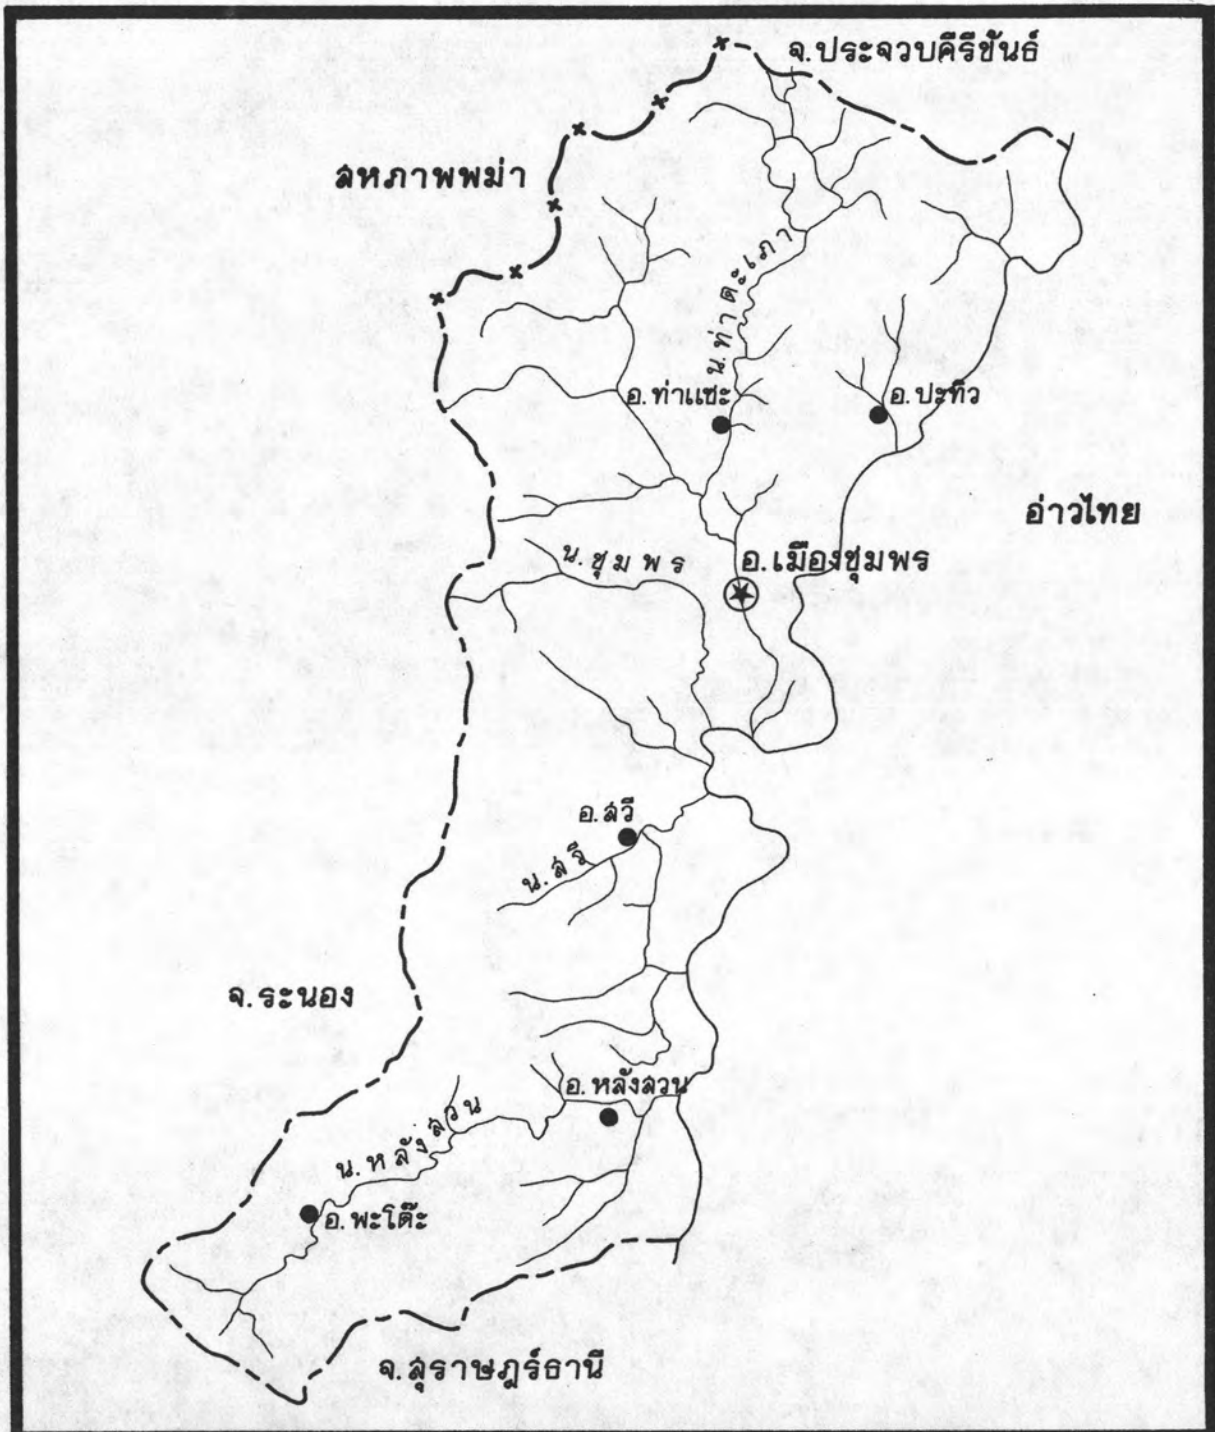 จ.ประจวบคีรีขันธ์
สหภาพพม่า
น.ท่าตะเภา
อ.ท่าแซะ
อ.ปะทิว
อ่าวไทย
น.ชุมพร
อ.เมืองชุมพร
อ.สวี
น.สวี
จ.ระนอง
อ.หลังสวน
น.หลังสวน
อ.พะโต๊ะ
จ.สุราษฎร์ธานี